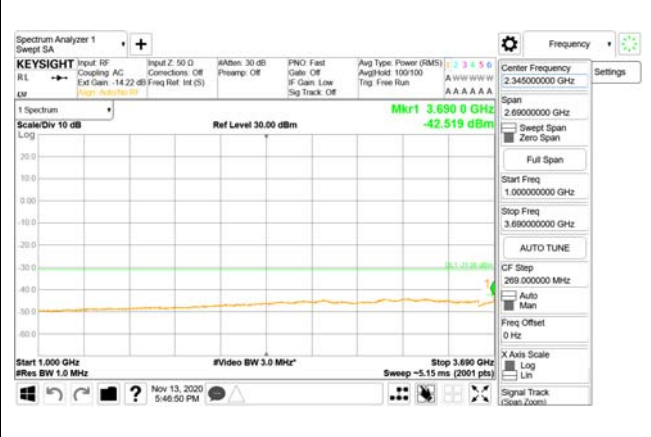 Spectrum Analyzer 1
Swept SA
Frequency
KEYSIGHT
RL
Input: RF
Coupling: AC
Ext Gain: -14.22 dB
Align: Auto/No RF
Input Z: 50 Ω
Corrections: Off
Freq Ref: Int (S)
#Atten: 30 dB
Preamp: Off
PNO: Fast
Gate: Off
IF Gain: Low
Sig Track: Off
Avg Type: Power (RMS)
Avg|Hold: 100/100
Trig: Free Run
1 2 3 4 5 6
A W W W W W
A A A A A A
1 Spectrum
Scale/Div 10 dB
Log
Ref Level 30.00 dBm
Mkr1 3.690 0 GHz
-42.519 dBm
20.0
10.0
0.00
-10.0
-20.0
-30.0
-40.0
-50.0
-60.0
1
Start 1.000 GHz
#Res BW 1.0 MHz
#Video BW 3.0 MHz*
Stop 3.690 GHz
Sweep ~5.15 ms (2001 pts)
Nov 13, 2020
5:46:50 PM
Center Frequency
2.345000000 GHz
Settings
Span
2.69000000 GHz
Swept Span
Zero Span
Full Span
Start Freq
1.000000000 GHz
Stop Freq
3.690000000 GHz
AUTO TUNE
CF Step
269.000000 MHz
Auto
Man
Freq Offset
0 Hz
X Axis Scale
Log
Lin
Signal Track
(Span Zoom)